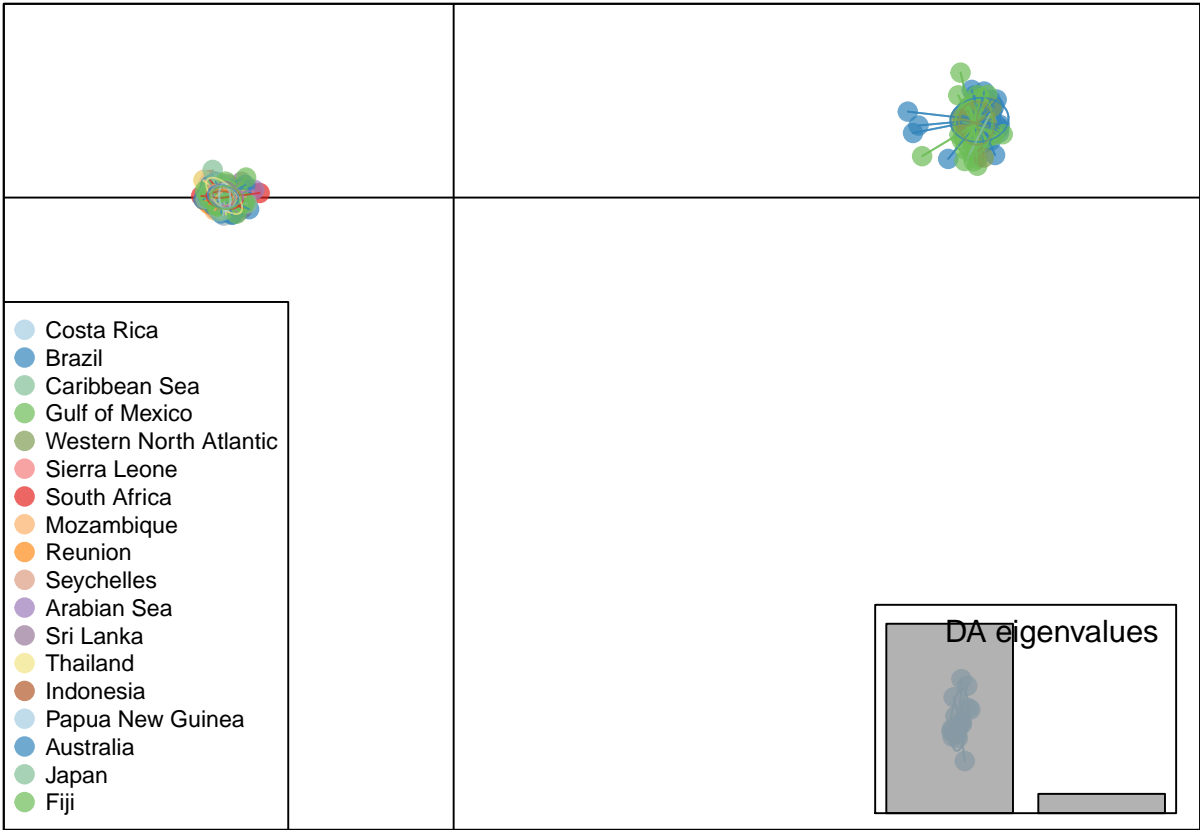 Costa Rica
Brazil
Caribbean Sea
Gulf of Mexico
Western North Atlantic
Sierra Leone
South Africa
Mozambique
Reunion
Seychelles
Arabian Sea
Sri Lanka
Thailand
Indonesia
Papua New Guinea
Australia
Japan
Fiji
DA eigenvalues